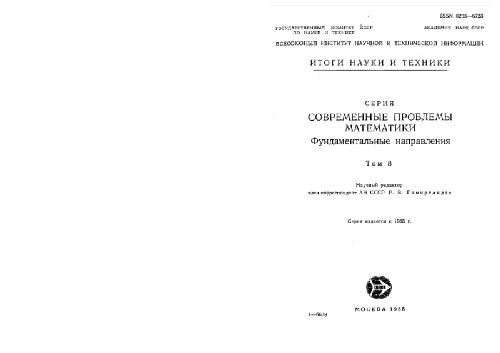 ISSN 0233—6723
ГОСУДАРСТВЕННЫЙ КОМИТЕТ СССР
ПО НАУКЕ И ТЕХНИКЕ
АКАДЕМИЯ НАУК СССР
ВСЕСОЮЗНЫЙ ИНСТИТУТ НАУЧНОЙ И ТЕХНИЧЕСКОЙ ИНФОРМАЦИИ
ИТОГИ НАУКИ И ТЕХНИКИ
СЕРИЯ
СОВРЕМЕННЫЕ ПРОБЛЕМЫ
МАТЕМАТИКИ
Фундаментальные направления
Том 3
Научный редактор
член-корреспондент АН СССР Р. В. Гамкрелидзе
Серия издается с 1985 г.
МОСКВА 1985